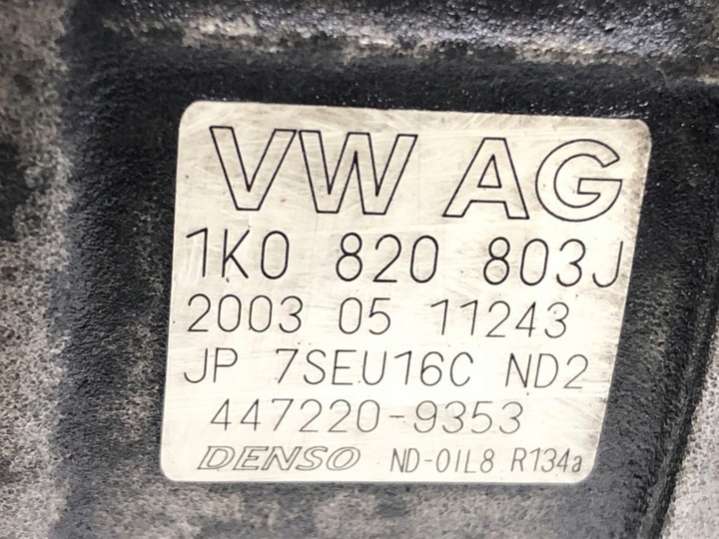 VW AG
1K0 820 803J
2003 05 11243
JP 7SEU16C ND2
447220-9353
DENSO ND-OIL8 R134a